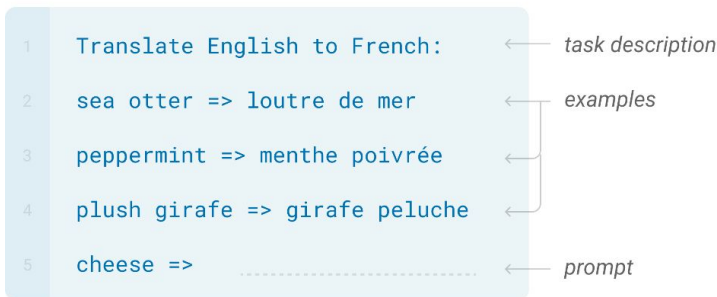 1 Translate English to French: task description
2 sea otter => loutre de mer examples
3 peppermint => menthe poivrée
4 plush girafe => girafe peluche
5 cheese => prompt